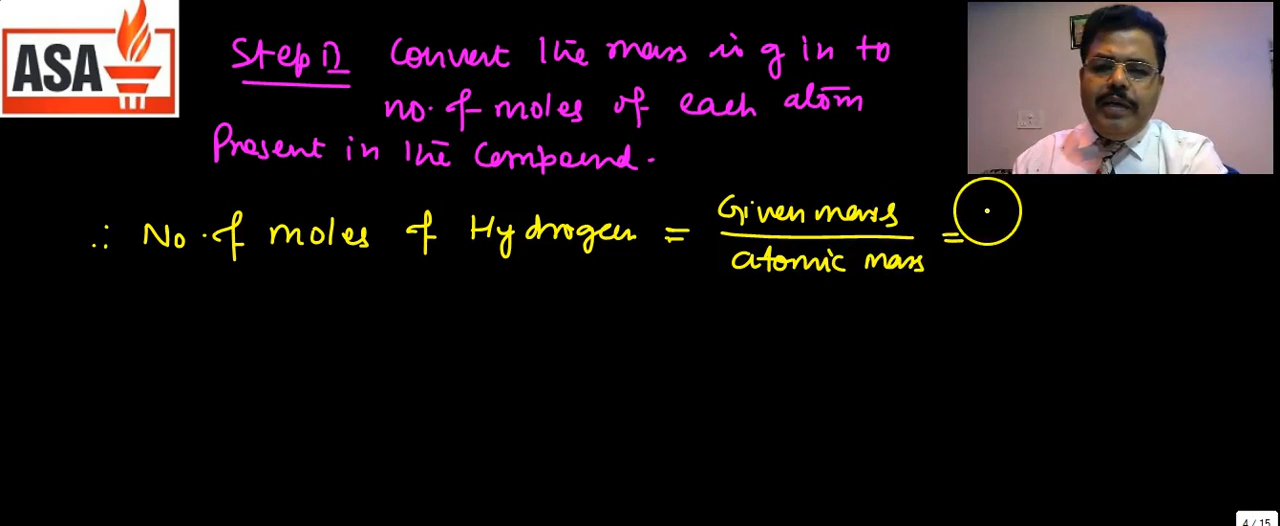 ASA
Step II Convert the mass in g in to
no. of moles of each atom
Present in the Compound.
∴ No. of moles of Hydrogen = Given mass / atomic mass =
4 / 15